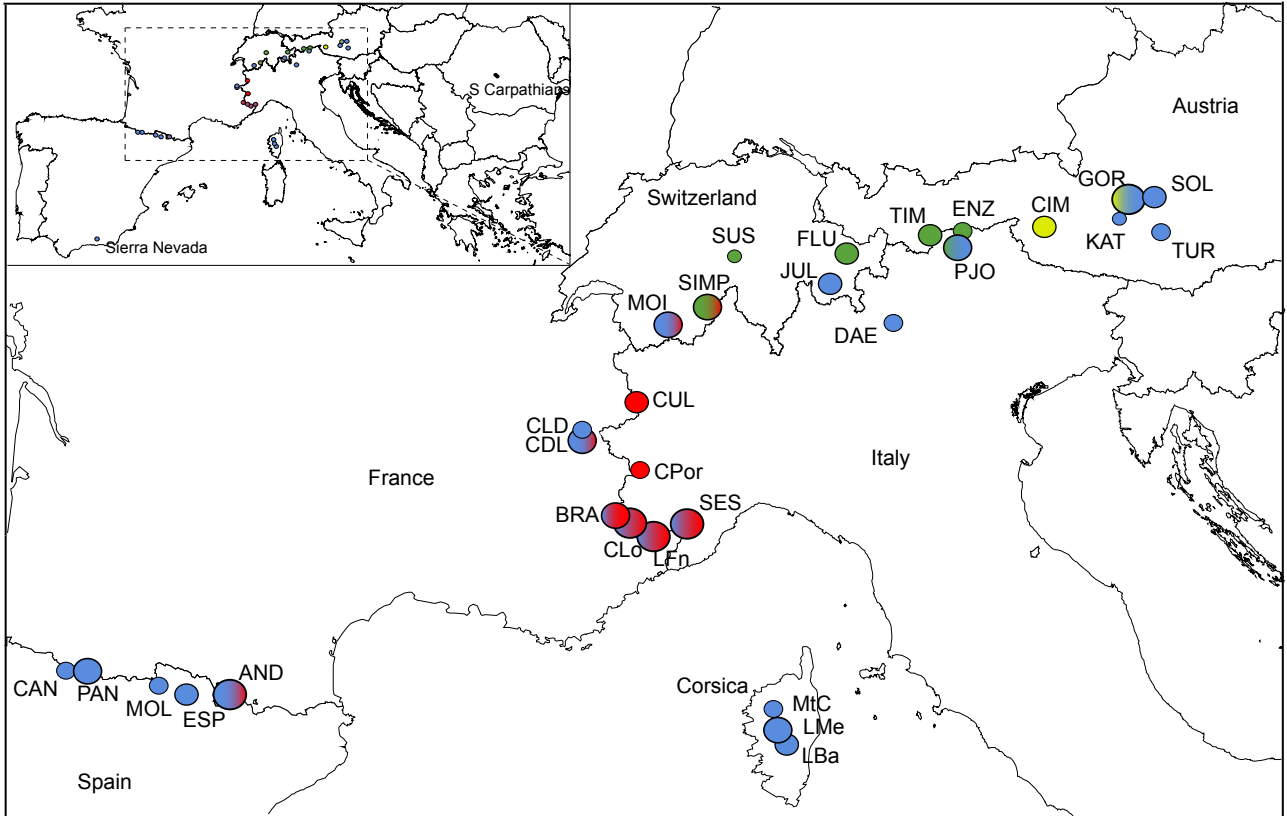 S Carpathians
Sierra Nevada
Austria
Switzerland
GOR
SOL
KAT
TUR
CIM
ENZ
TIM
PJO
FLU
SUS
JUL
SIMP
MOI
DAE
CUL
CLD
CDL
Italy
France
CPor
BRA
SES
CLo
LFn
AND
CAN
PAN
MOL
ESP
Corsica
MtC
LMe
LBa
Spain